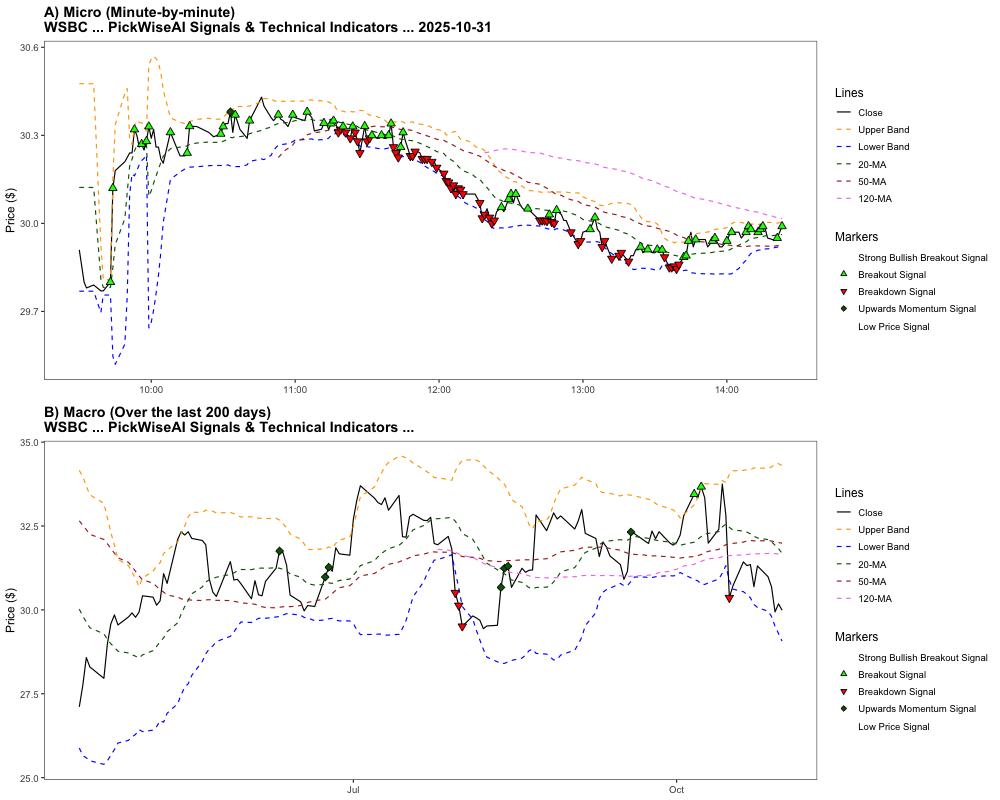 A) Micro (Minute-by-minute)
WSBC ... PickWiseAI Signals & Technical Indicators ... 2025-10-31
Price ($)
30.6
30.3
30.0
29.7
10:00
11:00
12:00
13:00
14:00
Lines
Close
Upper Band
Lower Band
20-MA
50-MA
120-MA
Markers
Strong Bullish Breakout Signal
Breakout Signal
Breakdown Signal
Upwards Momentum Signal
Low Price Signal
B) Macro (Over the last 200 days)
WSBC ... PickWiseAI Signals & Technical Indicators ...
Price ($)
35.0
32.5
30.0
27.5
25.0
Jul
Oct
Lines
Close
Upper Band
Lower Band
20-MA
50-MA
120-MA
Markers
Strong Bullish Breakout Signal
Breakout Signal
Breakdown Signal
Upwards Momentum Signal
Low Price Signal